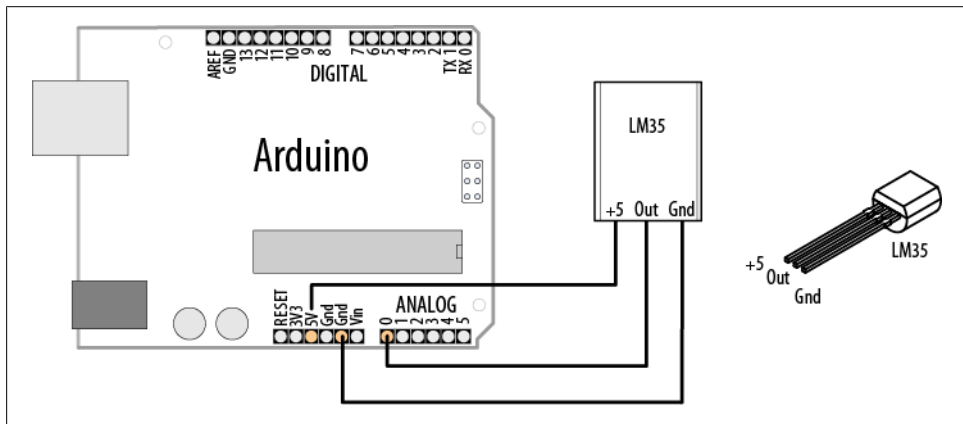 AREF
GND
13
12
11
10
9
8
7
6
5
4
3
2
TX 1
RX 0
DIGITAL
Arduino
LM35
+5 Out Gnd
LM35
+5
Out
Gnd
ANALOG
RESET
3V3
5V
Gnd
Gnd
Vin
0
1
2
3
4
5